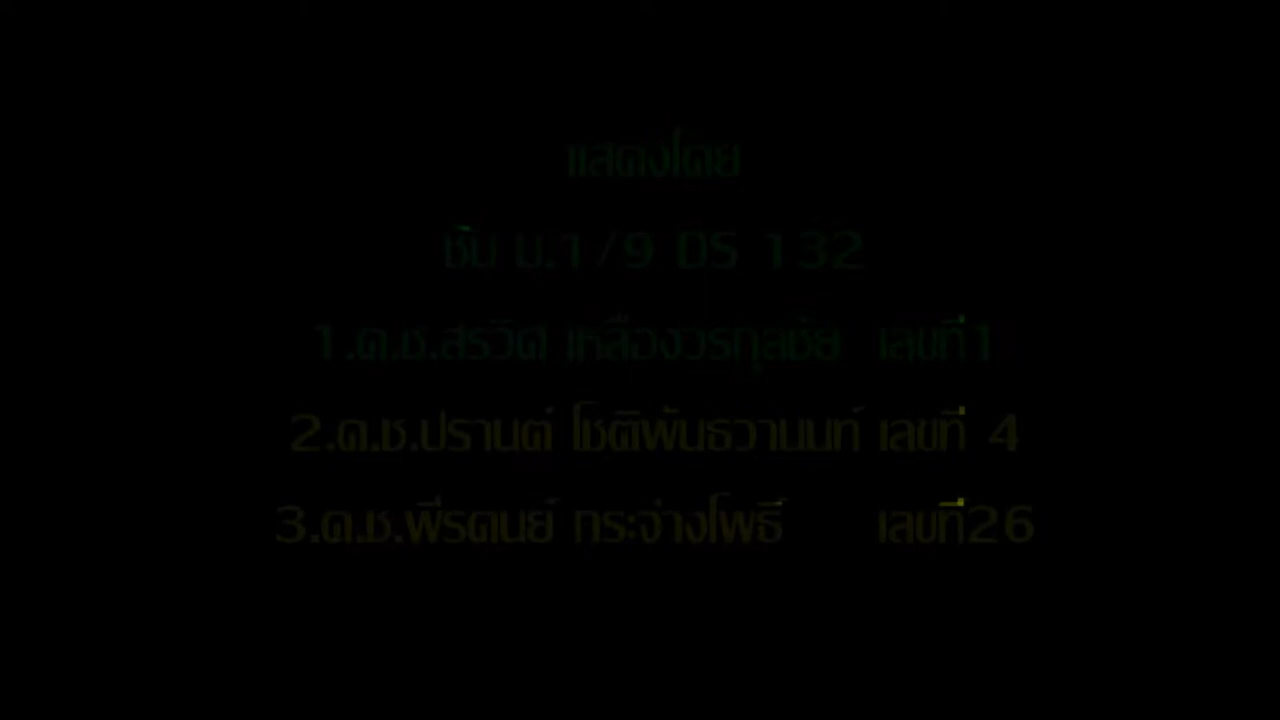 แสดงโดย
ชั้น ม.1/9 DS 132
1.ด.ช.สรวิศ เหลืองวรกุลชัย เลขที่1
2.ด.ช.ปรานต์ โชติพันธวานนท์ เลขที่ 4
3.ด.ช.พีรดนย์ กระจ่างโพธิ์ เลขที่26